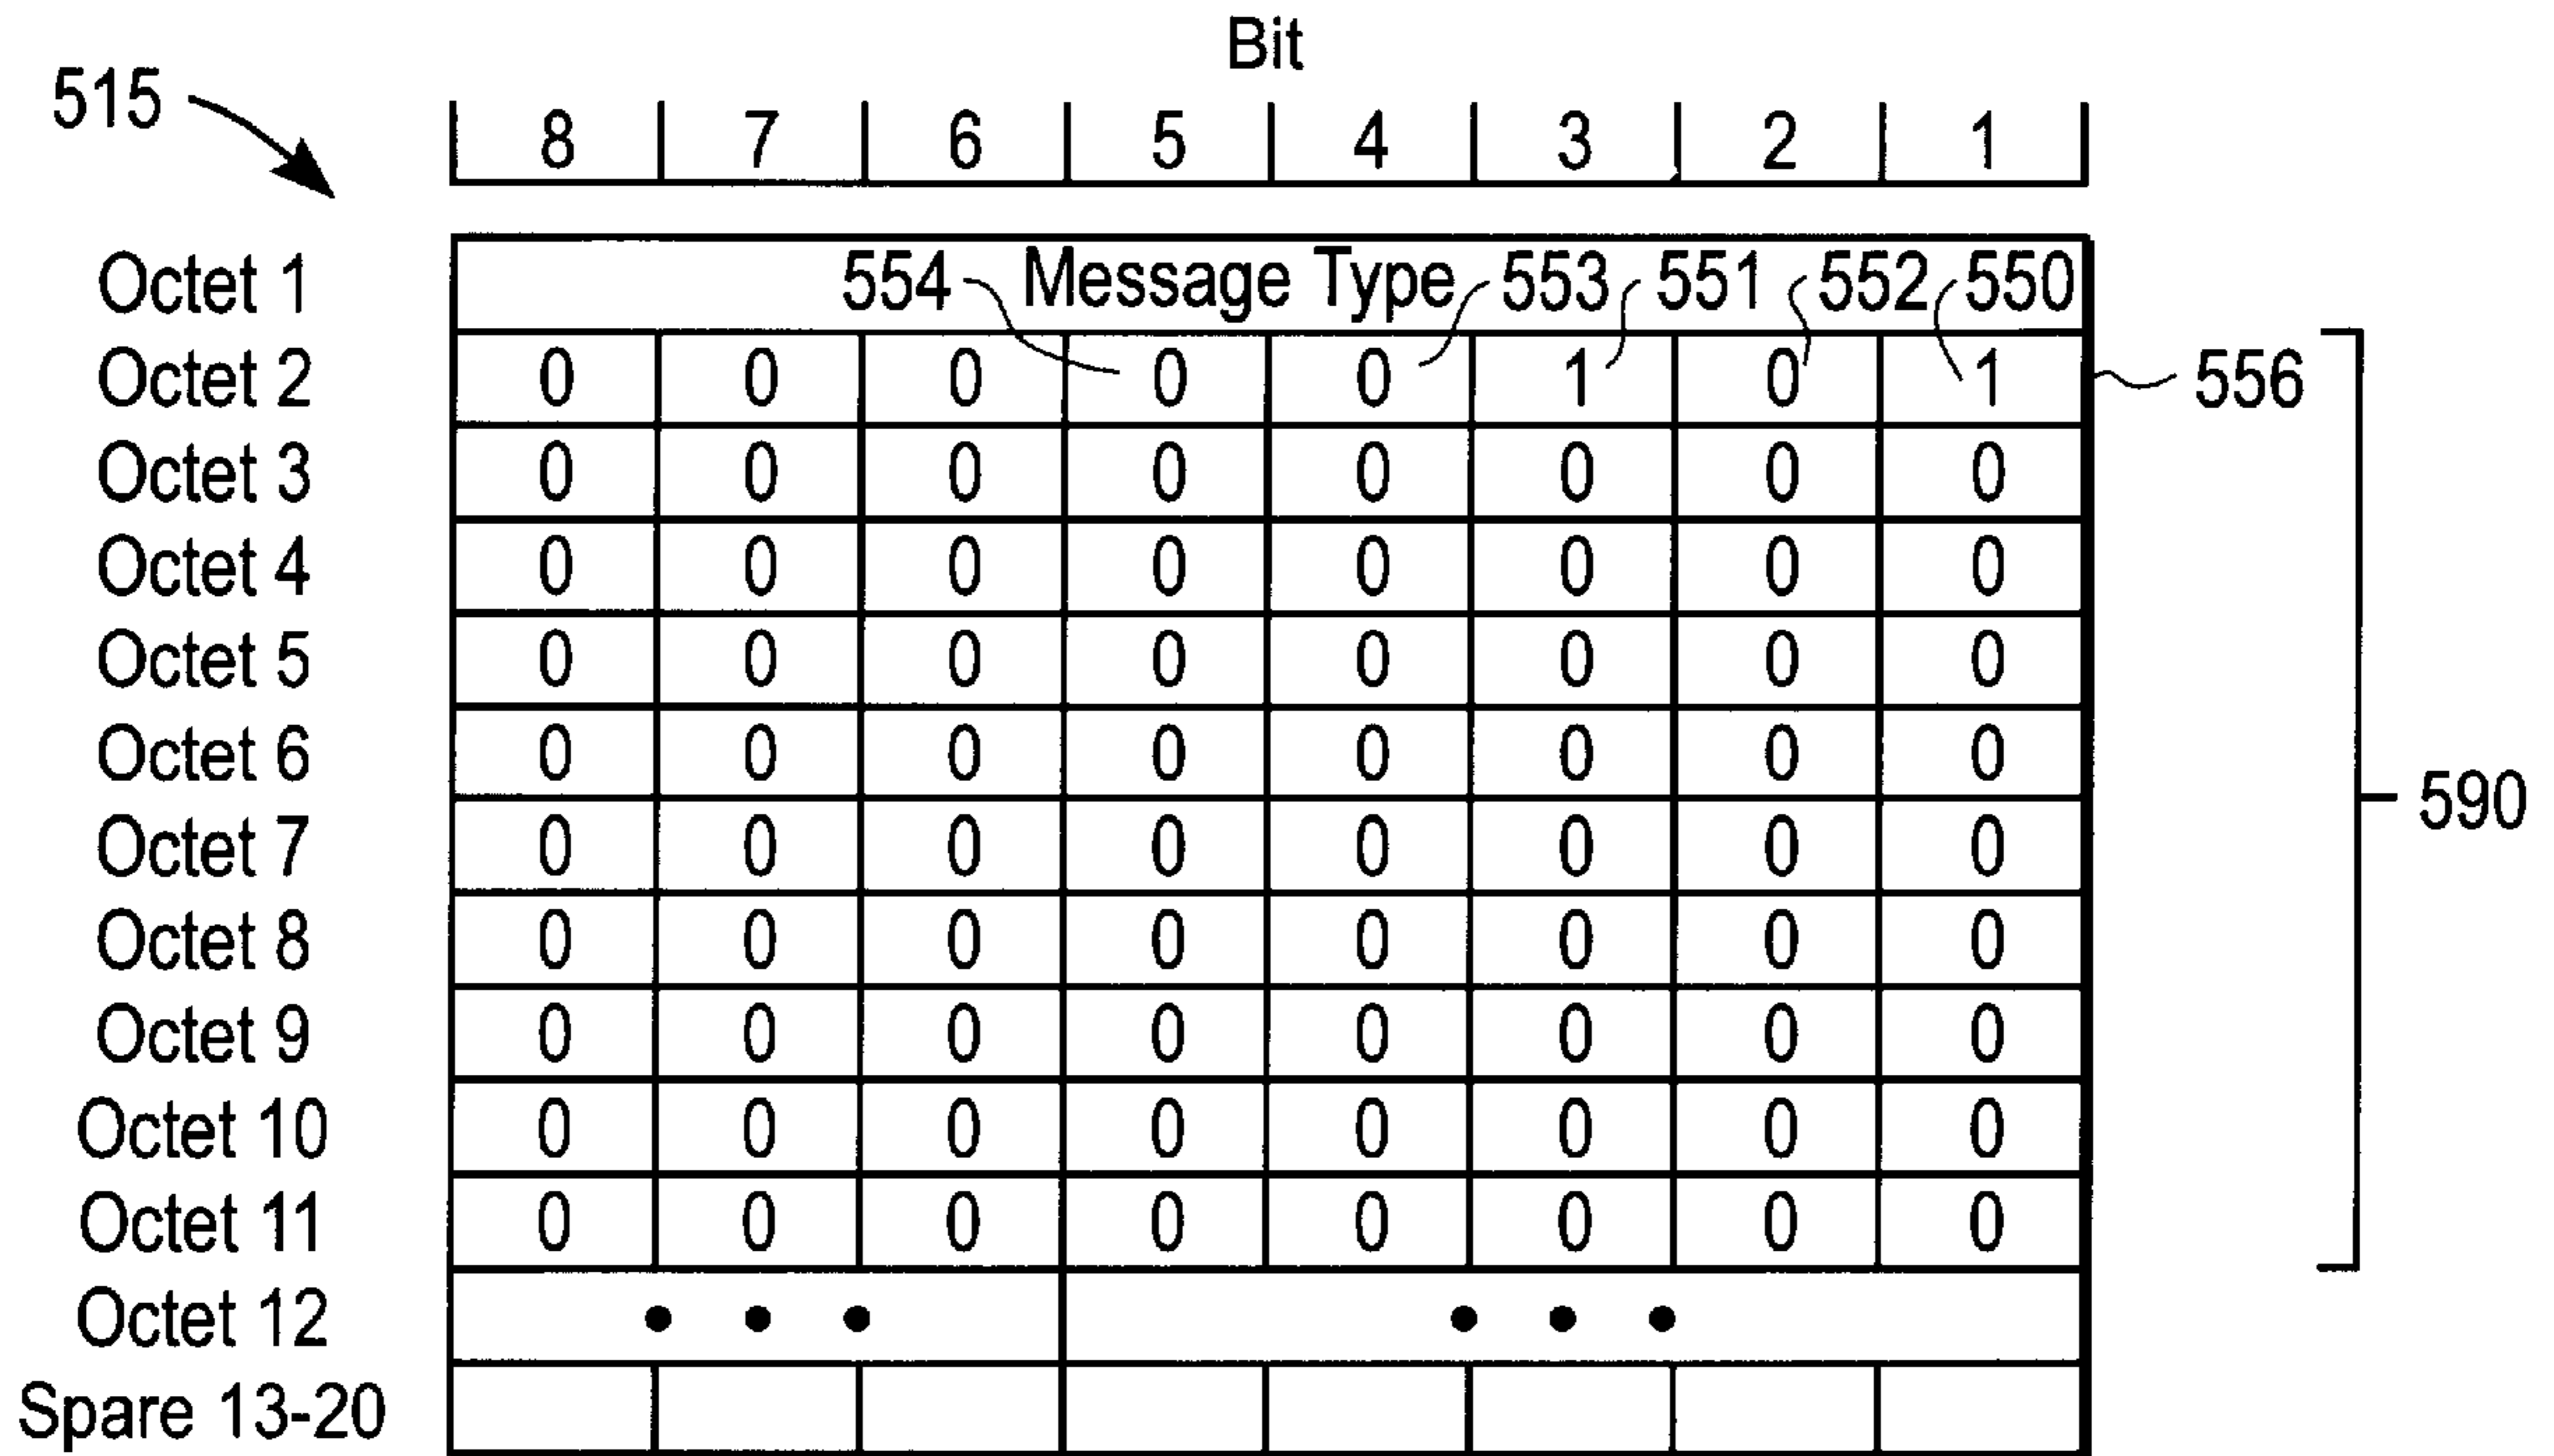 Bit
515
8 7 6 5 4 3 2 1
Octet 1 554 Message Type 553 551 552 550
Octet 2 0 0 0 0 0 1 0 1 556
Octet 3 0 0 0 0 0 0 0 0
Octet 4 0 0 0 0 0 0 0 0
Octet 5 0 0 0 0 0 0 0 0
Octet 6 0 0 0 0 0 0 0 0
Octet 7 0 0 0 0 0 0 0 0 590
Octet 8 0 0 0 0 0 0 0 0
Octet 9 0 0 0 0 0 0 0 0
Octet 10 0 0 0 0 0 0 0 0
Octet 11 0 0 0 0 0 0 0 0
Octet 12 • • • • • •
Spare 13-20